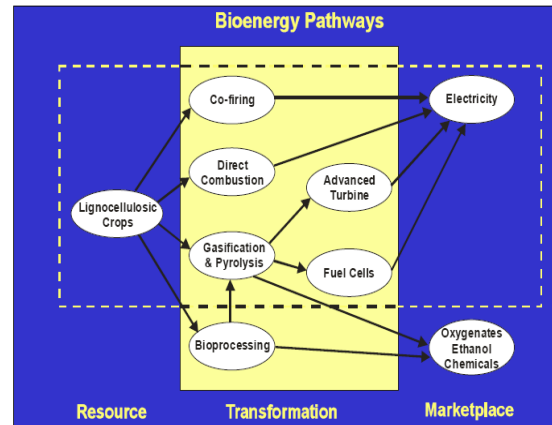 Bioenergy Pathways
Co-firing
Electricity
Direct
Combustion
Advanced
Turbine
Lignocellulosic
Crops
Gasification
& Pyrolysis
Fuel Cells
Bioprocessing
Oxygenates
Ethanol
Chemicals
Resource
Transformation
Marketplace